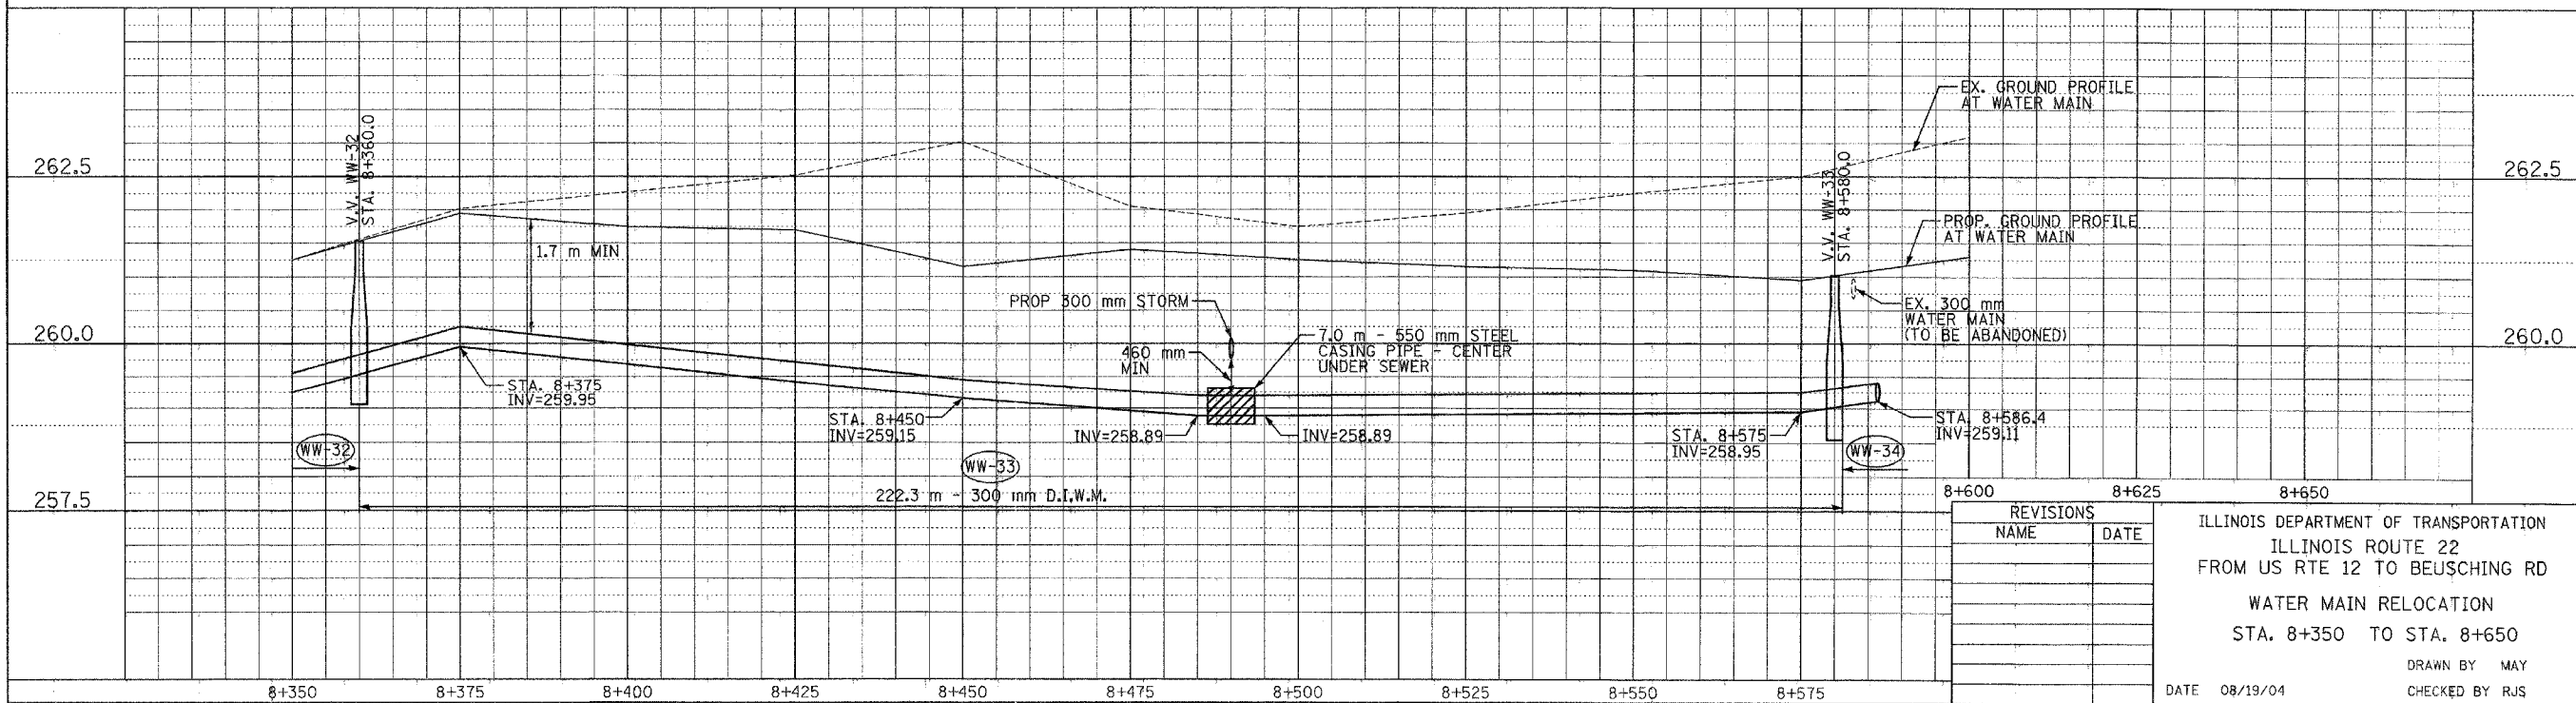 EX. GROUND PROFILE
AT WATER MAIN
V.V. WW-32
STA. 8+360.0
262.5
262.5
V.V. WW-33
STA. 8+580.0
PROP. GROUND PROFILE
AT WATER MAIN
1.7 m MIN
PROP 300 mm STORM
EX. 300 mm
WATER MAIN
(TO BE ABANDONED)
260.0
260.0
7.0 m - 550 mm STEEL
CASING PIPE - CENTER
UNDER SEWER
460 mm
MIN
STA. 8+375
INV=259.95
STA. 8+450
INV=259.15
INV=258.89
INV=258.89
STA. 8+575
INV=258.95
STA. 8+586.4
INV=259.11
WW-32
WW-33
WW-34
222.3 m - 300 mm D.I.W.M.
257.5
8+600
8+625
8+650
REVISIONS
NAME
DATE
ILLINOIS DEPARTMENT OF TRANSPORTATION
ILLINOIS ROUTE 22
FROM US RTE 12 TO BEUSCHING RD
WATER MAIN RELOCATION
STA. 8+350 TO STA. 8+650
DRAWN BY MAY
DATE 08/19/04
CHECKED BY RJS
8+350
8+375
8+400
8+425
8+450
8+475
8+500
8+525
8+550
8+575